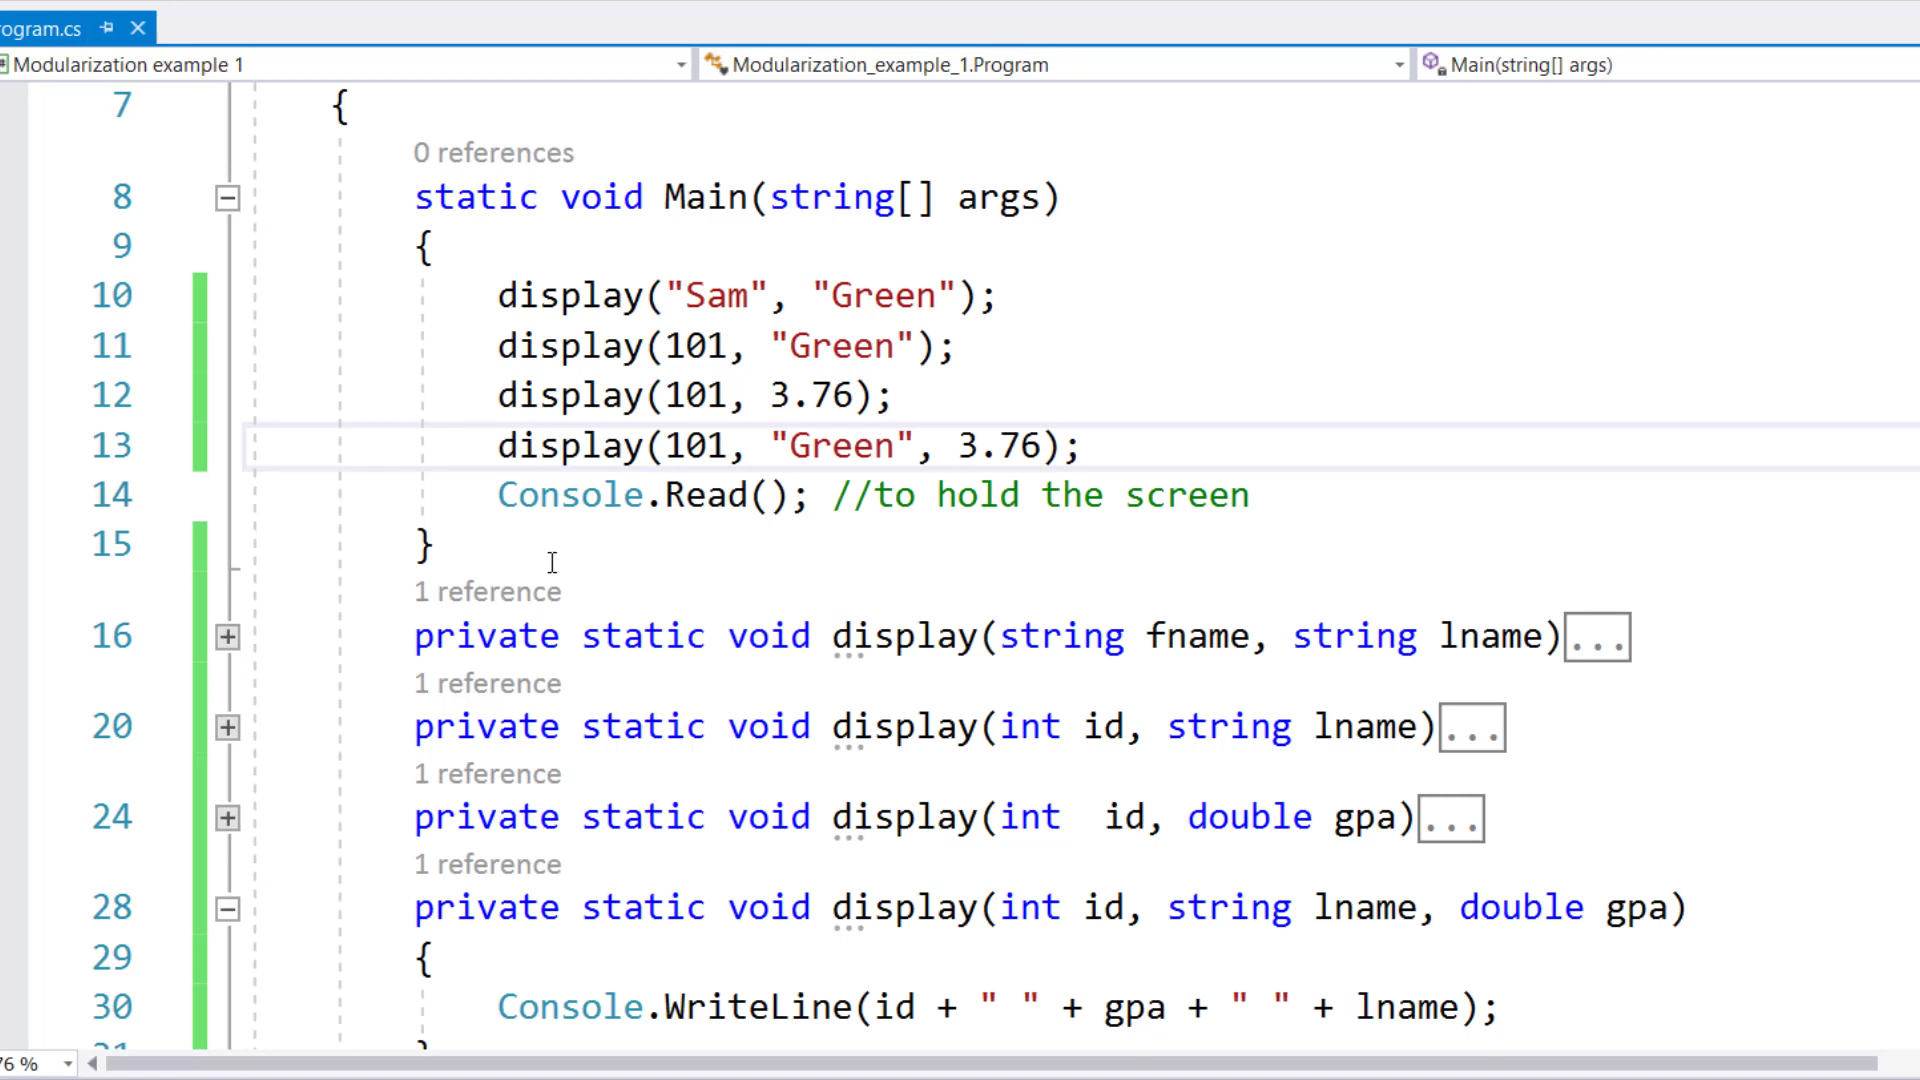 ogram.cs
Modularization example 1
Modularization_example_1.Program
Main(string[] args)
7 {
0 references
8 static void Main(string[] args)
9 {
10 display("Sam", "Green");
11 display(101, "Green");
12 display(101, 3.76);
13 display(101, "Green", 3.76);
14 Console.Read(); //to hold the screen
15 }
1 reference
16 private static void display(string fname, string lname)...
1 reference
20 private static void display(int id, string lname)...
1 reference
24 private static void display(int  id, double gpa)...
1 reference
28 private static void display(int id, string lname, double gpa)
29 {
30 Console.WriteLine(id + " " + gpa + " " + lname);
31 }
76 %